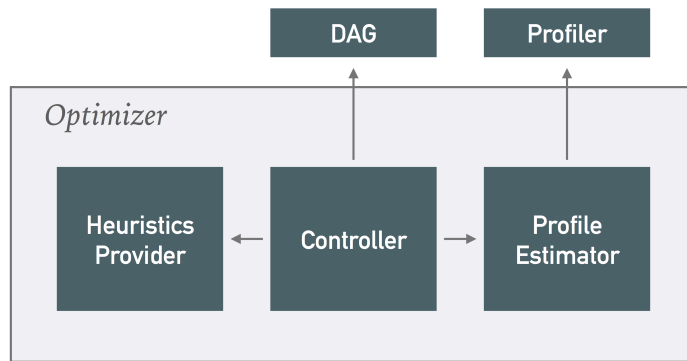 DAG
Profiler
Optimizer
Heuristics
Provider
Controller
Profile
Estimator